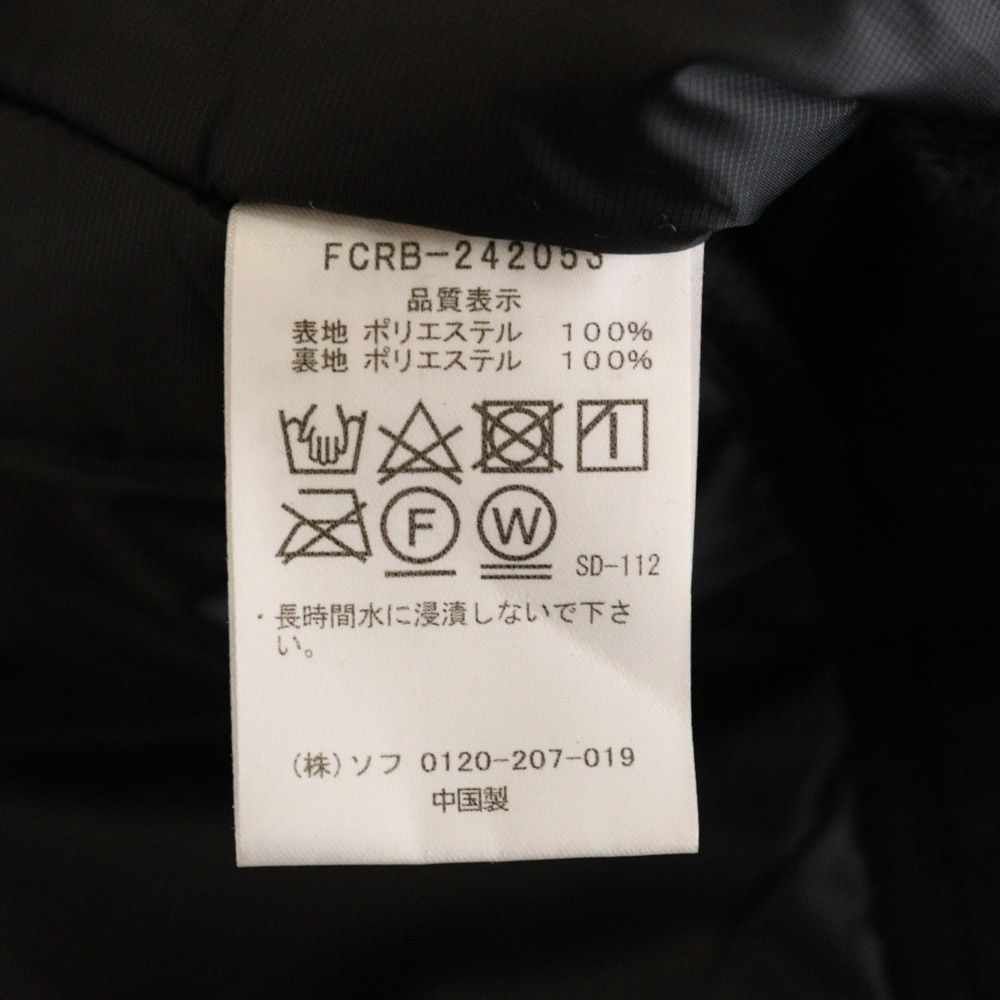 FCRB-242053
品質表示
表地 ポリエステル 100%
裏地 ポリエステル 100%
F W SD-112
・長時間水に浸漬しないで下さ
い。
(株)ソフ 0120-207-019
中国製